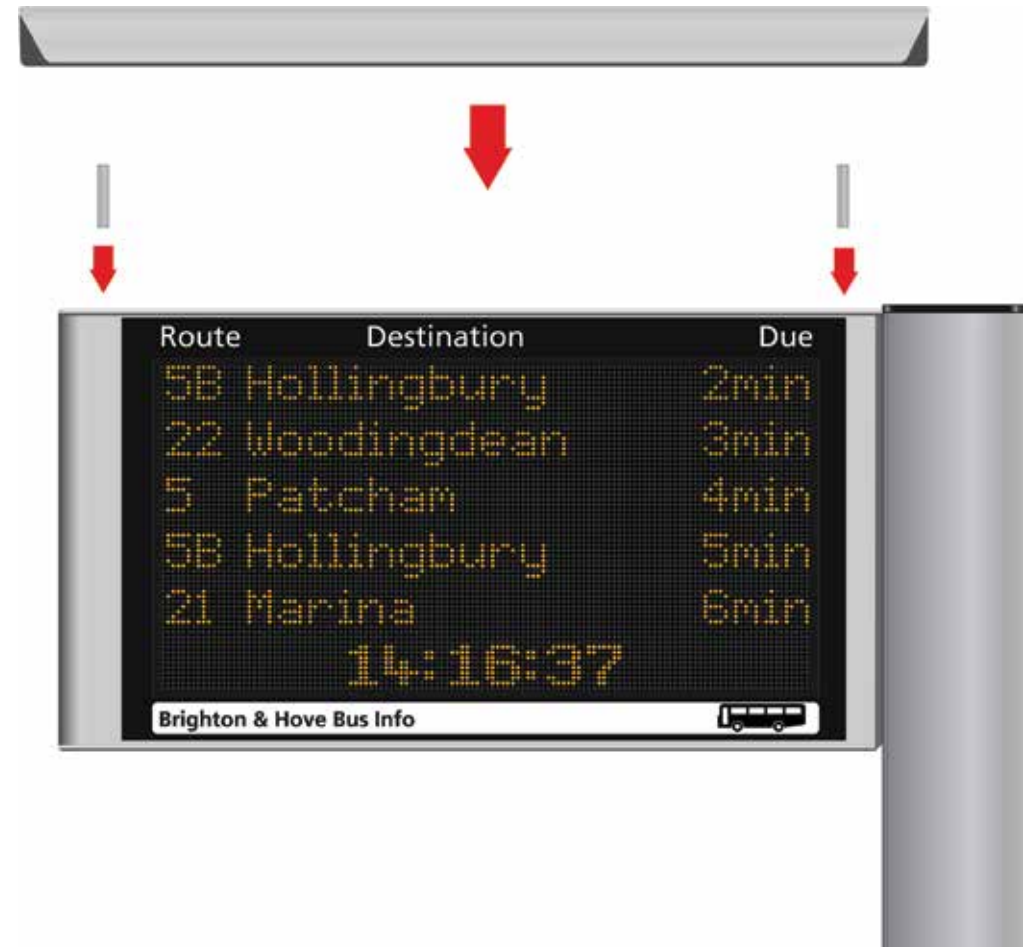 Route Destination Due
5B Hollingbury 2min
22 Woodingdean 3min
5 Patcham 4min
5B Hollingbury 5min
21 Marina 6min
14:16:37
Brighton & Hove Bus Info